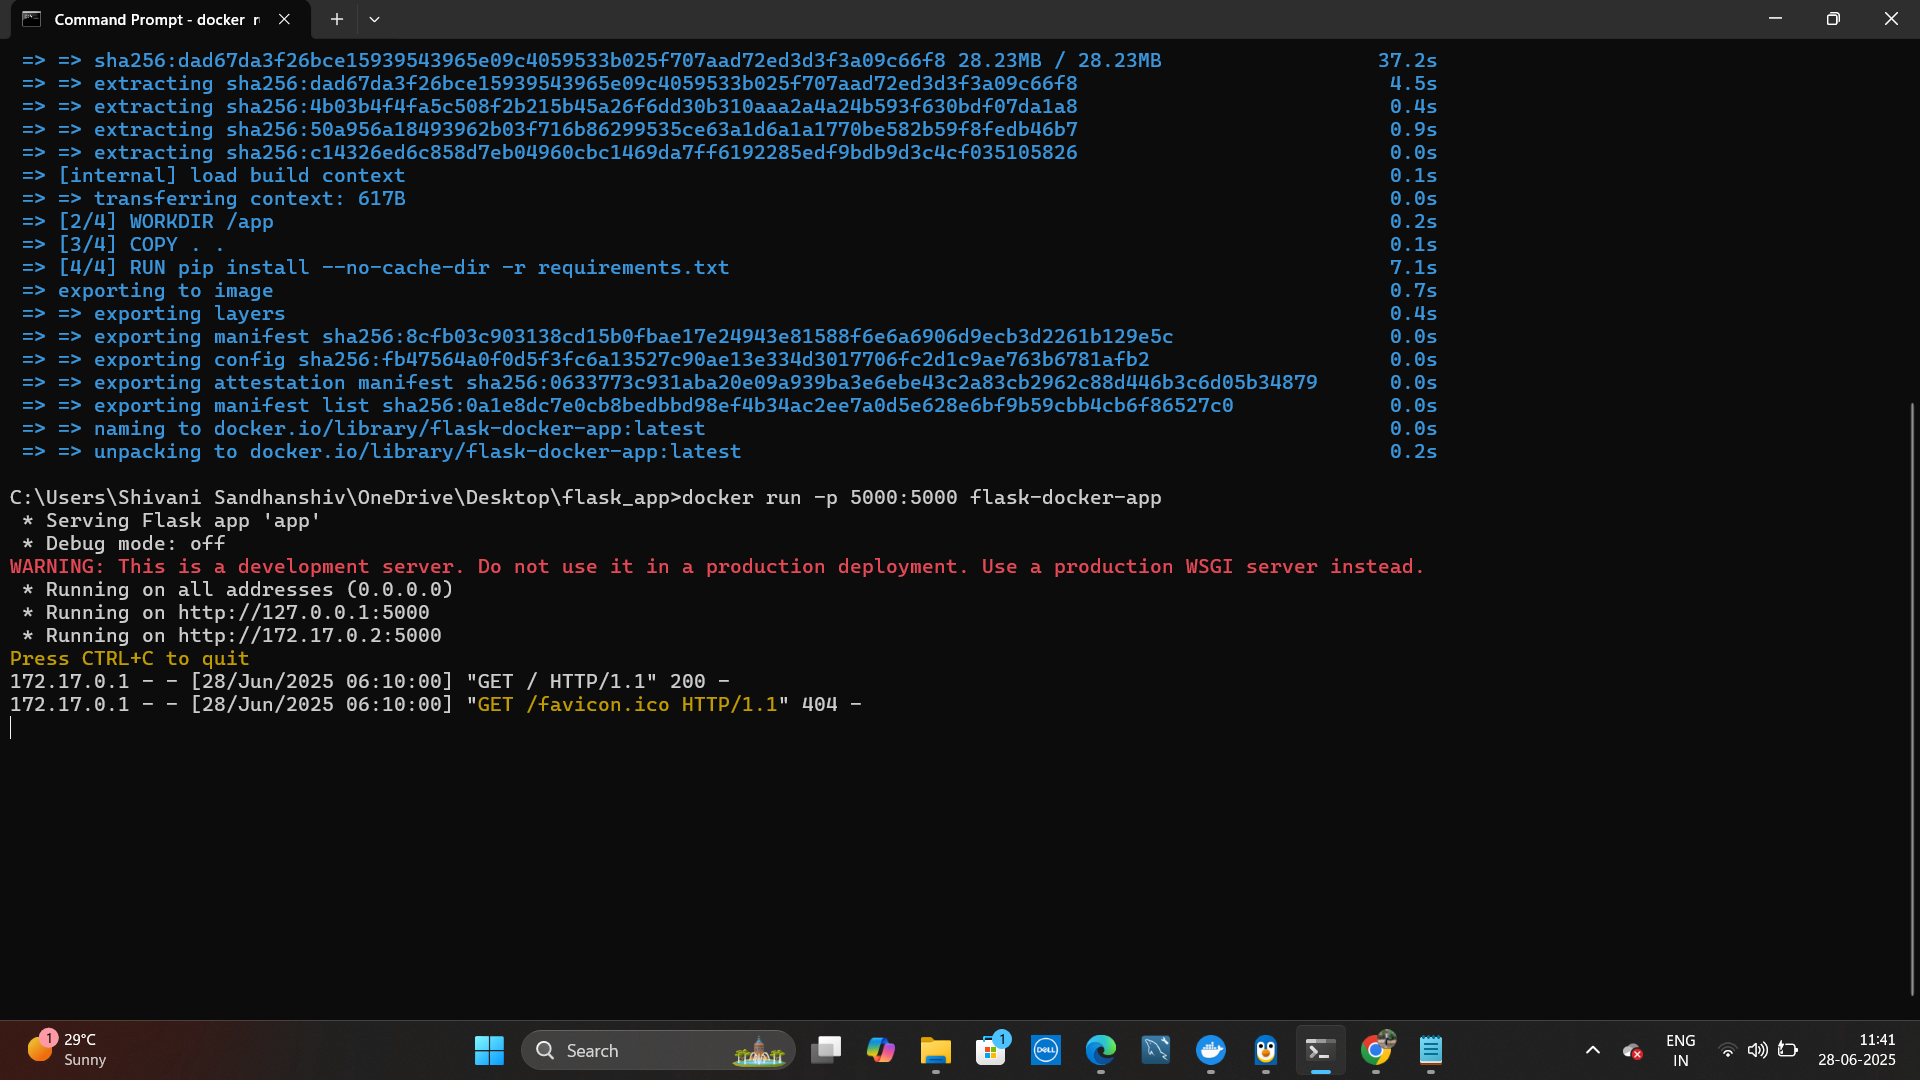 Command Prompt - docker r
=> => sha256:dad67da3f26bce15939543965e09c4059533b025f707aad72ed3d3f3a09c66f8 28.23MB / 28.23MB 37.2s
=> => extracting sha256:dad67da3f26bce15939543965e09c4059533b025f707aad72ed3d3f3a09c66f8 4.5s
=> => extracting sha256:4b03b4f4fa5c508f2b215b45a26f6dd30b310aaa2a4a24b593f630bdf07da1a8 0.4s
=> => extracting sha256:50a956a18493962b03f716b86299535ce63a1d6a1a1770be582b59f8fedb46b7 0.9s
=> => extracting sha256:c14326ed6c858d7eb04960cbc1469da7ff6192285edf9bdb9d3c4cf035105826 0.0s
=> [internal] load build context 0.1s
=> => transferring context: 617B 0.0s
=> [2/4] WORKDIR /app 0.2s
=> [3/4] COPY . . 0.1s
=> [4/4] RUN pip install --no-cache-dir -r requirements.txt 7.1s
=> exporting to image 0.7s
=> => exporting layers 0.4s
=> => exporting manifest sha256:8cfb03c903138cd15b0fbae17e24943e81588f6e6a6906d9ecb3d2261b129e5c 0.0s
=> => exporting config sha256:fb47564a0f0d5f3fc6a13527c90ae13e334d3017706fc2d1c9ae763b6781afb2 0.0s
=> => exporting attestation manifest sha256:0633773c931aba20e09a939ba3e6ebe43c2a83cb2962c88d446b3c6d05b34879 0.0s
=> => exporting manifest list sha256:0a1e8dc7e0cb8bedbbd98ef4b34ac2ee7a0d5e628e6bf9b59cbb4cb6f86527c0 0.0s
=> => naming to docker.io/library/flask-docker-app:latest 0.0s
=> => unpacking to docker.io/library/flask-docker-app:latest 0.2s
C:\Users\Shivani Sandhanshiv\OneDrive\Desktop\flask_app>docker run -p 5000:5000 flask-docker-app
* Serving Flask app 'app'
* Debug mode: off
WARNING: This is a development server. Do not use it in a production deployment. Use a production WSGI server instead.
* Running on all addresses (0.0.0.0)
* Running on http://127.0.0.1:5000
* Running on http://172.17.0.2:5000
Press CTRL+C to quit
172.17.0.1 - - [28/Jun/2025 06:10:00] "GET / HTTP/1.1" 200 -
172.17.0.1 - - [28/Jun/2025 06:10:00] "GET /favicon.ico HTTP/1.1" 404 -
1
29°C
Sunny
Search
1
DELL
ENG
IN
11:41
28-06-2025